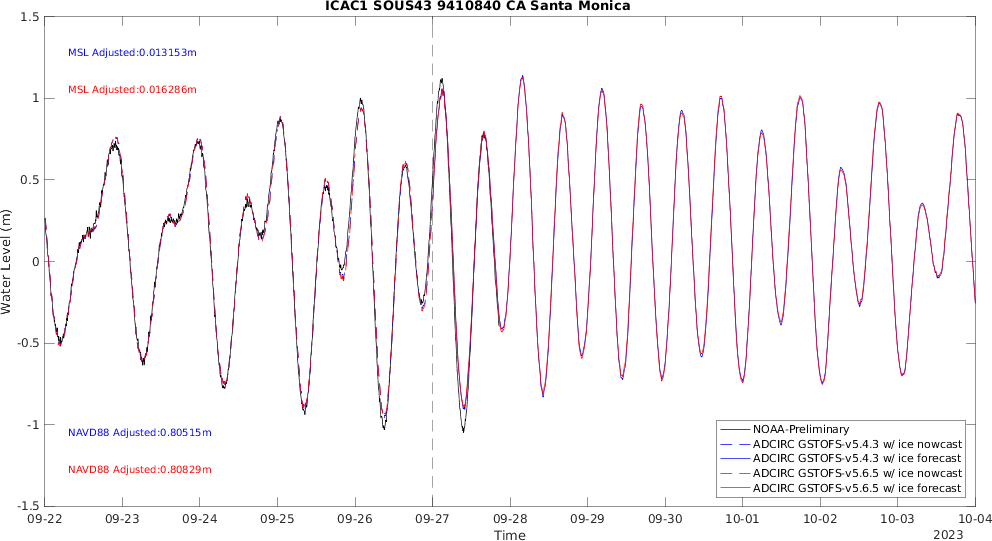 ICAC1 SOUS43 9410840 CA Santa Monica
1.5
1
0.5
0
-0.5
-1
-1.5
Water Level (m)
MSL Adjusted:0.013153m
MSL Adjusted:0.016286m
NAVD88 Adjusted:0.80515m
NAVD88 Adjusted:0.80829m
NOAA-Preliminary
ADCIRC GSTOFS-v5.4.3 w/ ice nowcast
ADCIRC GSTOFS-v5.4.3 w/ ice forecast
ADCIRC GSTOFS-v5.6.5 w/ ice nowcast
ADCIRC GSTOFS-v5.6.5 w/ ice forecast
09-22 09-23 09-24 09-25 09-26 09-27 09-28 09-29 09-30 10-01 10-02 10-03 10-04
Time
2023